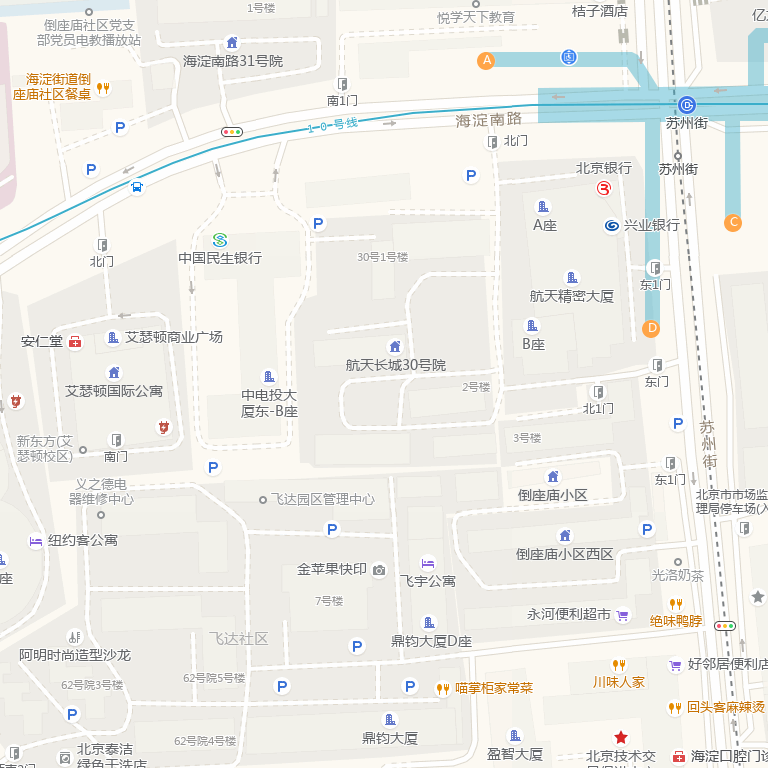 1号楼
倒座庙社区党支
部党员电教播放站
悦学天下教育
桔子酒店
亿
海淀南路31号院
A
海淀街道倒
座庙社区餐桌
南1门
P
10号线
海淀南路
苏州街
北门
P
P
北京银行
苏州街
A座
兴业银行
C
P
北门
中国民生银行
30号1号楼
东1门
航天精密大厦
安仁堂
艾瑟顿商业广场
B座
D
航天长城30号院
东门
艾瑟顿国际公寓
中电投大
厦东-B座
2号楼
北1门
新东方(艾
瑟顿校区)
南门
3号楼
P
苏州街
P
东1门
义之德电
器维修中心
飞达园区管理中心
倒座庙小区
北京市市场监
理局停车场(入
P
P
纽约客公寓
倒座庙小区西区
座
金苹果快印
飞宇公寓
光洛奶茶
7号楼
永河便利超市
绝味鸭脖
飞达社区
鼎钧大厦D座
阿明时尚造型沙龙
P
好邻居便利店
62号院3号楼
62号院5号楼
P
P
喵掌柜家常菜
川味人家
P
回头客麻辣烫
62号院4号楼
鼎钧大厦
北京泰洁
绿色干洗店
盈智大厦
北京技术交
海淀口腔门诊